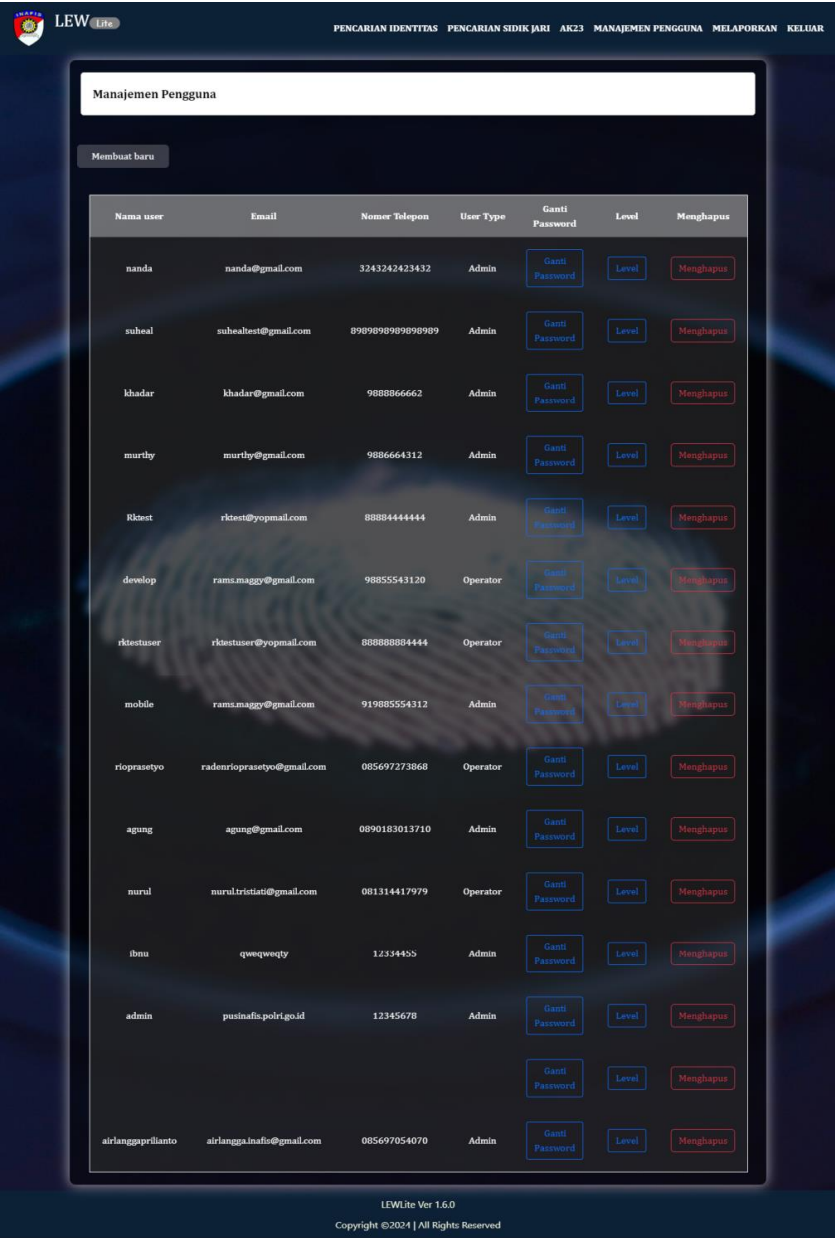 INAFIS
LEW Lite
PENCARIAN IDENTITAS PENCARIAN SIDIK JARI AK23 MANAJEMEN PENGGUNA MELAPORKAN KELUAR
Manajemen Pengguna
Membuat baru
Nama user Email Nomer Telepon User Type Ganti Password Level Menghapus
nanda nanda@gmail.com 3243242423432 Admin Ganti Password Level Menghapus
suheal suhealtest@gmail.com 8989898989898989 Admin Ganti Password Level Menghapus
khadar khadar@gmail.com 9888866662 Admin Ganti Password Level Menghapus
murthy murthy@gmail.com 9886664312 Admin Ganti Password Level Menghapus
Rktest rktest@yopmail.com 88884444444 Admin Ganti Password Level Menghapus
develop rams.maggy@gmail.com 98855543120 Operator Ganti Password Level Menghapus
rktestuser rktestuser@yopmail.com 888888884444 Operator Ganti Password Level Menghapus
mobile rams.maggy@gmail.com 919885554312 Admin Ganti Password Level Menghapus
rioprasetyo radenrioprasetyo@gmail.com 085697273868 Operator Ganti Password Level Menghapus
agung agung@gmail.com 0890183013710 Admin Ganti Password Level Menghapus
nurul nurul.tristiati@gmail.com 081314417979 Operator Ganti Password Level Menghapus
ibnu qweqweqty 12334455 Admin Ganti Password Level Menghapus
admin pusinafis.polri.go.id 12345678 Admin Ganti Password Level Menghapus
Ganti Password Level Menghapus
airlanggaprilianto airlangga.inafis@gmail.com 085697054070 Admin Ganti Password Level Menghapus
LEWLite Ver 1.6.0
Copyright ©2024 | All Rights Reserved